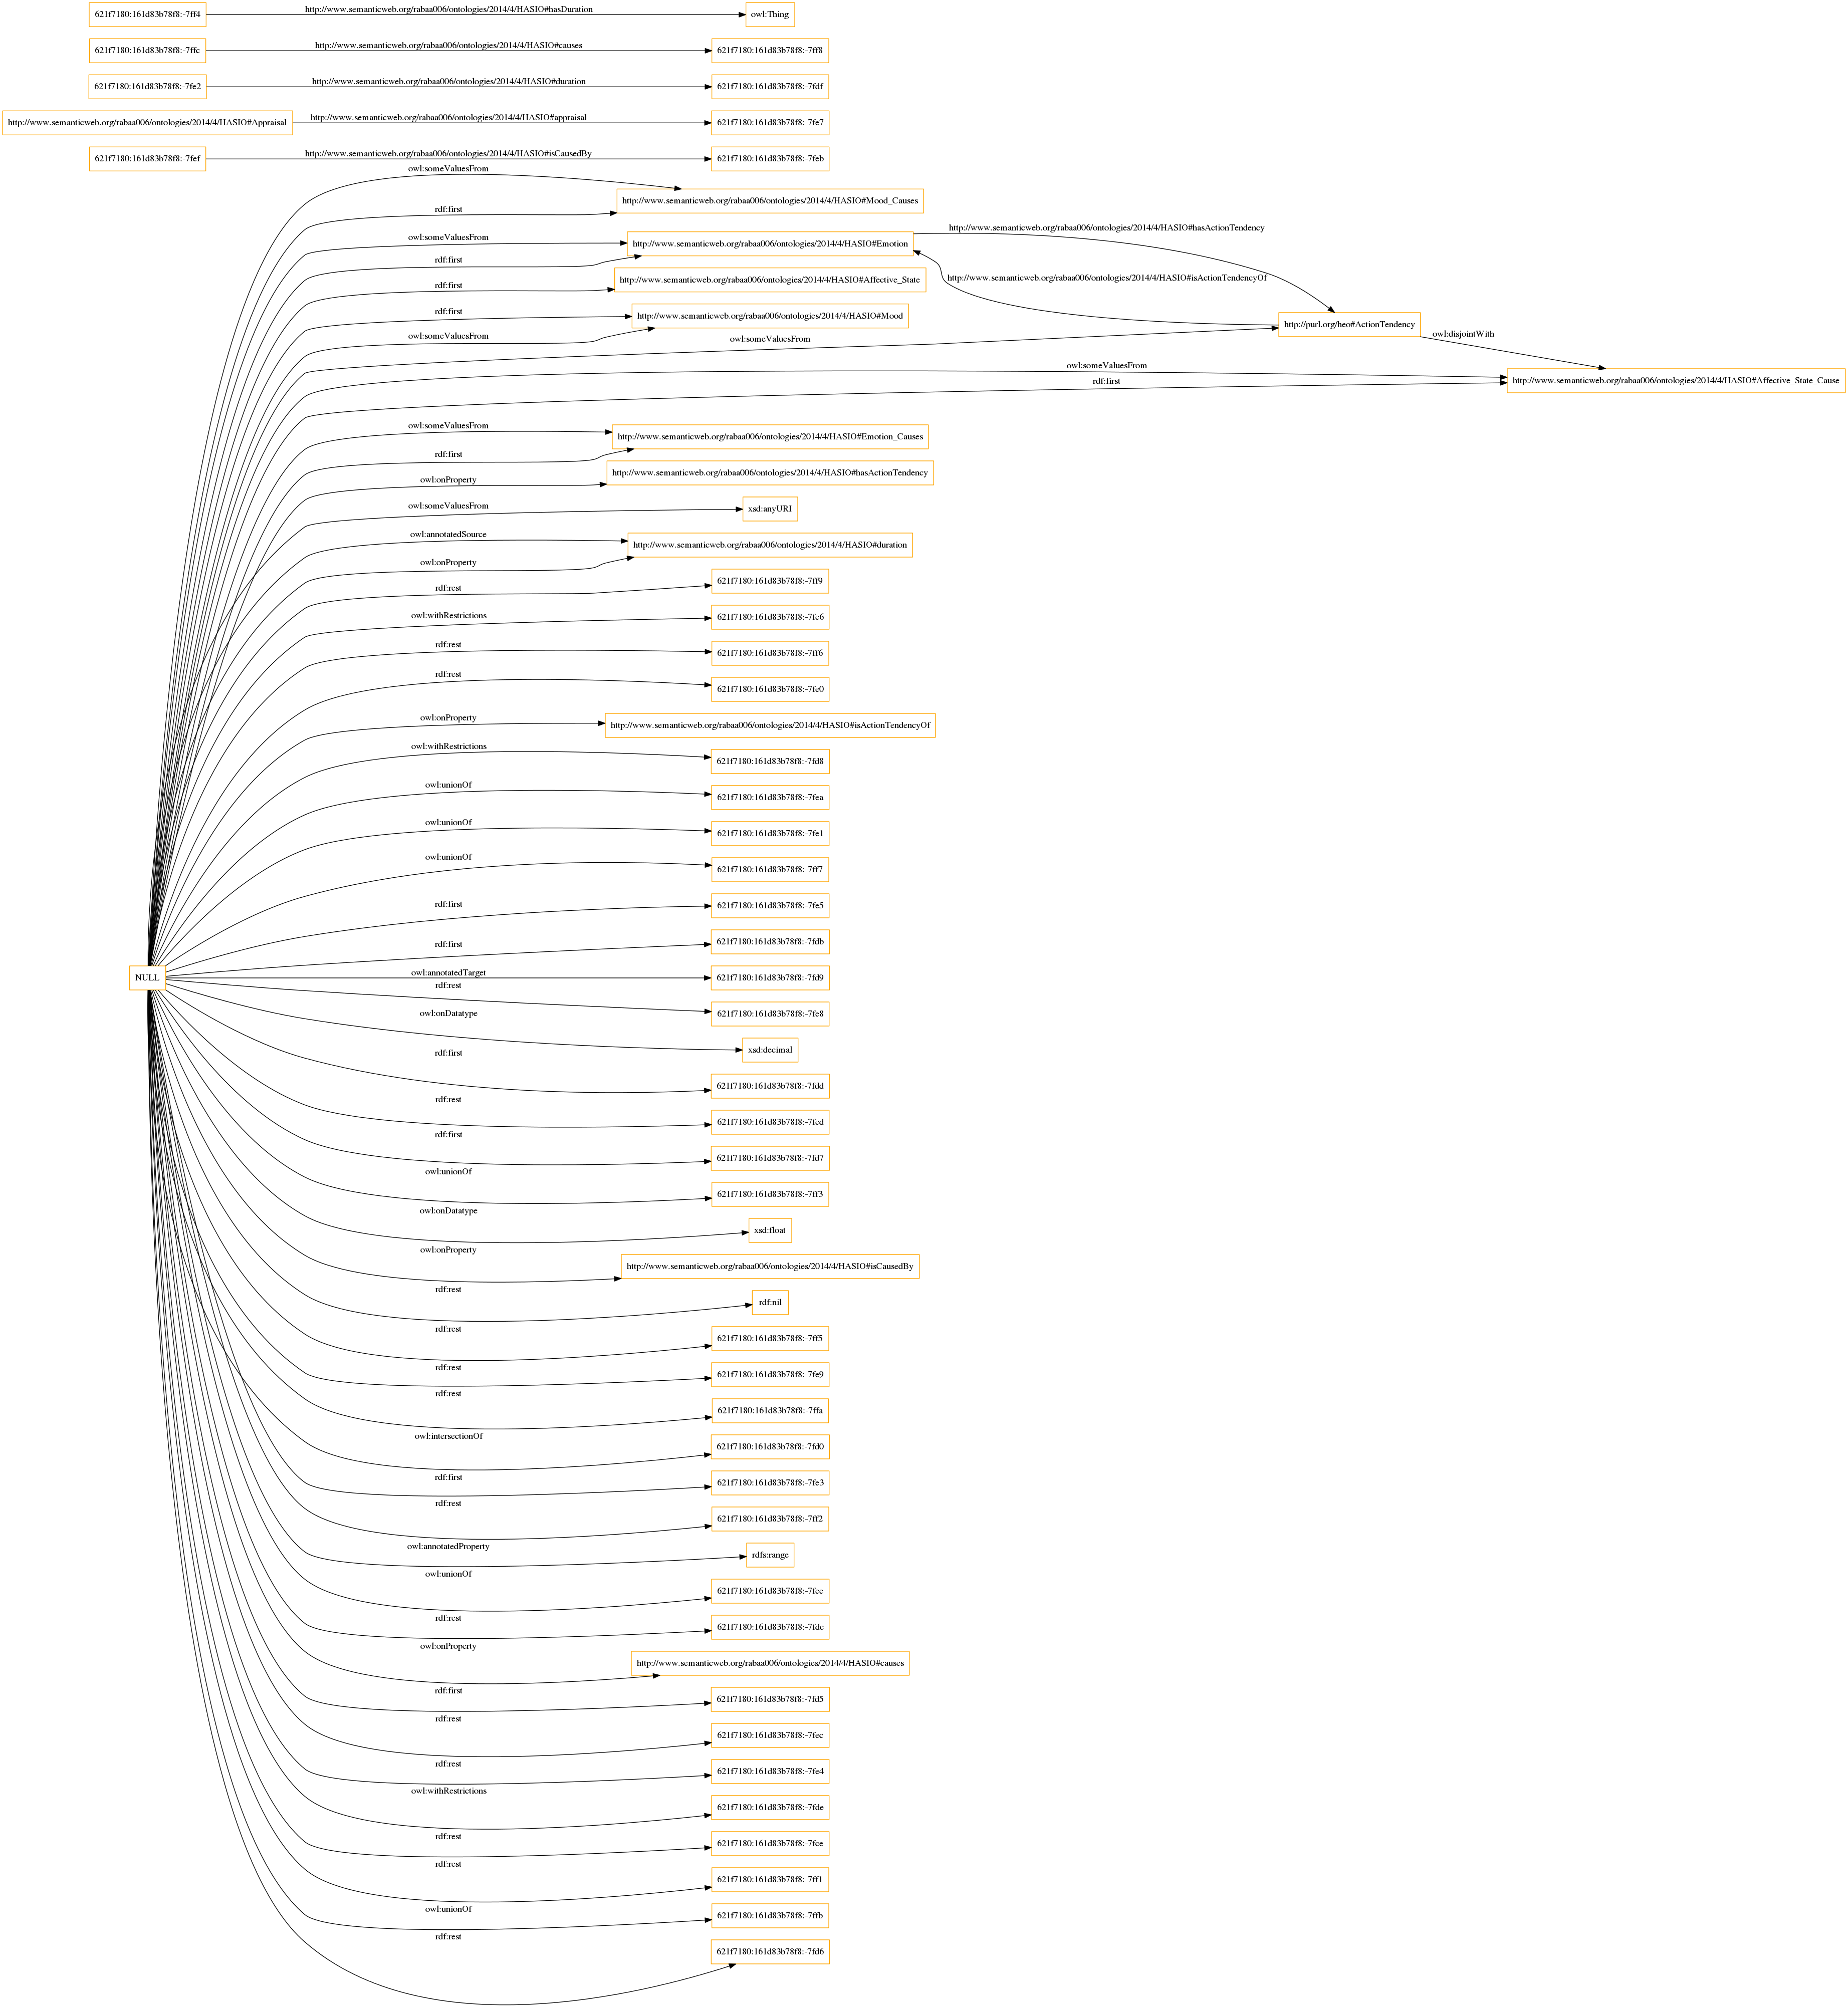 621f7180:161d83b78f8:-7ff4
http://www.semanticweb.org/rabaa006/ontologies/2014/4/HASIO#hasDuration
owl:Thing
621f7180:161d83b78f8:-7ffc
http://www.semanticweb.org/rabaa006/ontologies/2014/4/HASIO#causes
621f7180:161d83b78f8:-7ff8
621f7180:161d83b78f8:-7fe2
http://www.semanticweb.org/rabaa006/ontologies/2014/4/HASIO#duration
621f7180:161d83b78f8:-7fdf
http://www.semanticweb.org/rabaa006/ontologies/2014/4/HASIO#Appraisal
http://www.semanticweb.org/rabaa006/ontologies/2014/4/HASIO#appraisal
621f7180:161d83b78f8:-7fe7
621f7180:161d83b78f8:-7fef
http://www.semanticweb.org/rabaa006/ontologies/2014/4/HASIO#isCausedBy
621f7180:161d83b78f8:-7feb
owl:someValuesFrom
http://www.semanticweb.org/rabaa006/ontologies/2014/4/HASIO#Mood_Causes
rdf:first
http://www.semanticweb.org/rabaa006/ontologies/2014/4/HASIO#hasActionTendency
owl:someValuesFrom
http://www.semanticweb.org/rabaa006/ontologies/2014/4/HASIO#Emotion
rdf:first
http://www.semanticweb.org/rabaa006/ontologies/2014/4/HASIO#isActionTendencyOf
http://www.semanticweb.org/rabaa006/ontologies/2014/4/HASIO#Affective_State
rdf:first
rdf:first
http://www.semanticweb.org/rabaa006/ontologies/2014/4/HASIO#Mood
http://purl.org/heo#ActionTendency
owl:someValuesFrom
owl:someValuesFrom
owl:disjointWith
owl:someValuesFrom
rdf:first
http://www.semanticweb.org/rabaa006/ontologies/2014/4/HASIO#Affective_State_Cause
owl:someValuesFrom
http://www.semanticweb.org/rabaa006/ontologies/2014/4/HASIO#Emotion_Causes
rdf:first
http://www.semanticweb.org/rabaa006/ontologies/2014/4/HASIO#hasActionTendency
owl:onProperty
owl:someValuesFrom
xsd:anyURI
owl:annotatedSource
http://www.semanticweb.org/rabaa006/ontologies/2014/4/HASIO#duration
owl:onProperty
621f7180:161d83b78f8:-7ff9
rdf:rest
owl:withRestrictions
621f7180:161d83b78f8:-7fe6
rdf:rest
621f7180:161d83b78f8:-7ff6
rdf:rest
621f7180:161d83b78f8:-7fe0
owl:onProperty
http://www.semanticweb.org/rabaa006/ontologies/2014/4/HASIO#isActionTendencyOf
owl:withRestrictions
621f7180:161d83b78f8:-7fd8
owl:unionOf
621f7180:161d83b78f8:-7fea
owl:unionOf
621f7180:161d83b78f8:-7fe1
owl:unionOf
621f7180:161d83b78f8:-7ff7
rdf:first
621f7180:161d83b78f8:-7fe5
rdf:first
621f7180:161d83b78f8:-7fdb
NULL
owl:annotatedTarget
621f7180:161d83b78f8:-7fd9
rdf:rest
621f7180:161d83b78f8:-7fe8
owl:onDatatype
xsd:decimal
rdf:first
621f7180:161d83b78f8:-7fdd
rdf:rest
621f7180:161d83b78f8:-7fed
rdf:first
621f7180:161d83b78f8:-7fd7
owl:unionOf
621f7180:161d83b78f8:-7ff3
owl:onDatatype
xsd:float
owl:onProperty
http://www.semanticweb.org/rabaa006/ontologies/2014/4/HASIO#isCausedBy
rdf:rest
rdf:nil
rdf:rest
621f7180:161d83b78f8:-7ff5
rdf:rest
621f7180:161d83b78f8:-7fe9
rdf:rest
621f7180:161d83b78f8:-7ffa
owl:intersectionOf
621f7180:161d83b78f8:-7fd0
rdf:first
621f7180:161d83b78f8:-7fe3
rdf:rest
621f7180:161d83b78f8:-7ff2
owl:annotatedProperty
rdfs:range
owl:unionOf
621f7180:161d83b78f8:-7fee
rdf:rest
621f7180:161d83b78f8:-7fdc
owl:onProperty
http://www.semanticweb.org/rabaa006/ontologies/2014/4/HASIO#causes
rdf:first
621f7180:161d83b78f8:-7fd5
rdf:rest
621f7180:161d83b78f8:-7fec
rdf:rest
621f7180:161d83b78f8:-7fe4
owl:withRestrictions
621f7180:161d83b78f8:-7fde
rdf:rest
621f7180:161d83b78f8:-7fce
rdf:rest
621f7180:161d83b78f8:-7ff1
owl:unionOf
621f7180:161d83b78f8:-7ffb
rdf:rest
621f7180:161d83b78f8:-7fd6